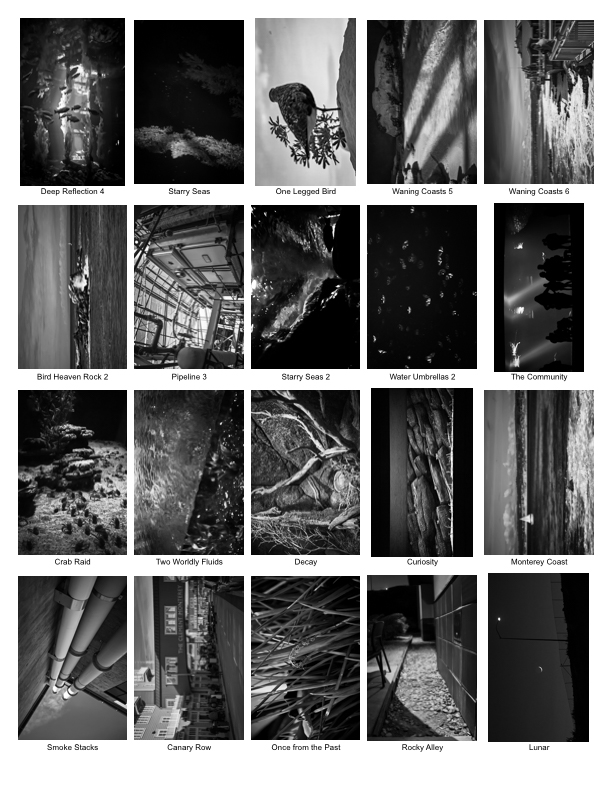 Deep Reflection 4
Starry Seas
One Legged Bird
Waning Coasts 5
Waning Coasts 6
Bird Heaven Rock 2
Pipeline 3
Starry Seas 2
Water Umbrellas 2
The Community
Crab Raid
Two Worldly Fluids
Decay
Curiosity
Monterey Coast
Smoke Stacks
Canary Row
Once from the Past
Rocky Alley
Lunar